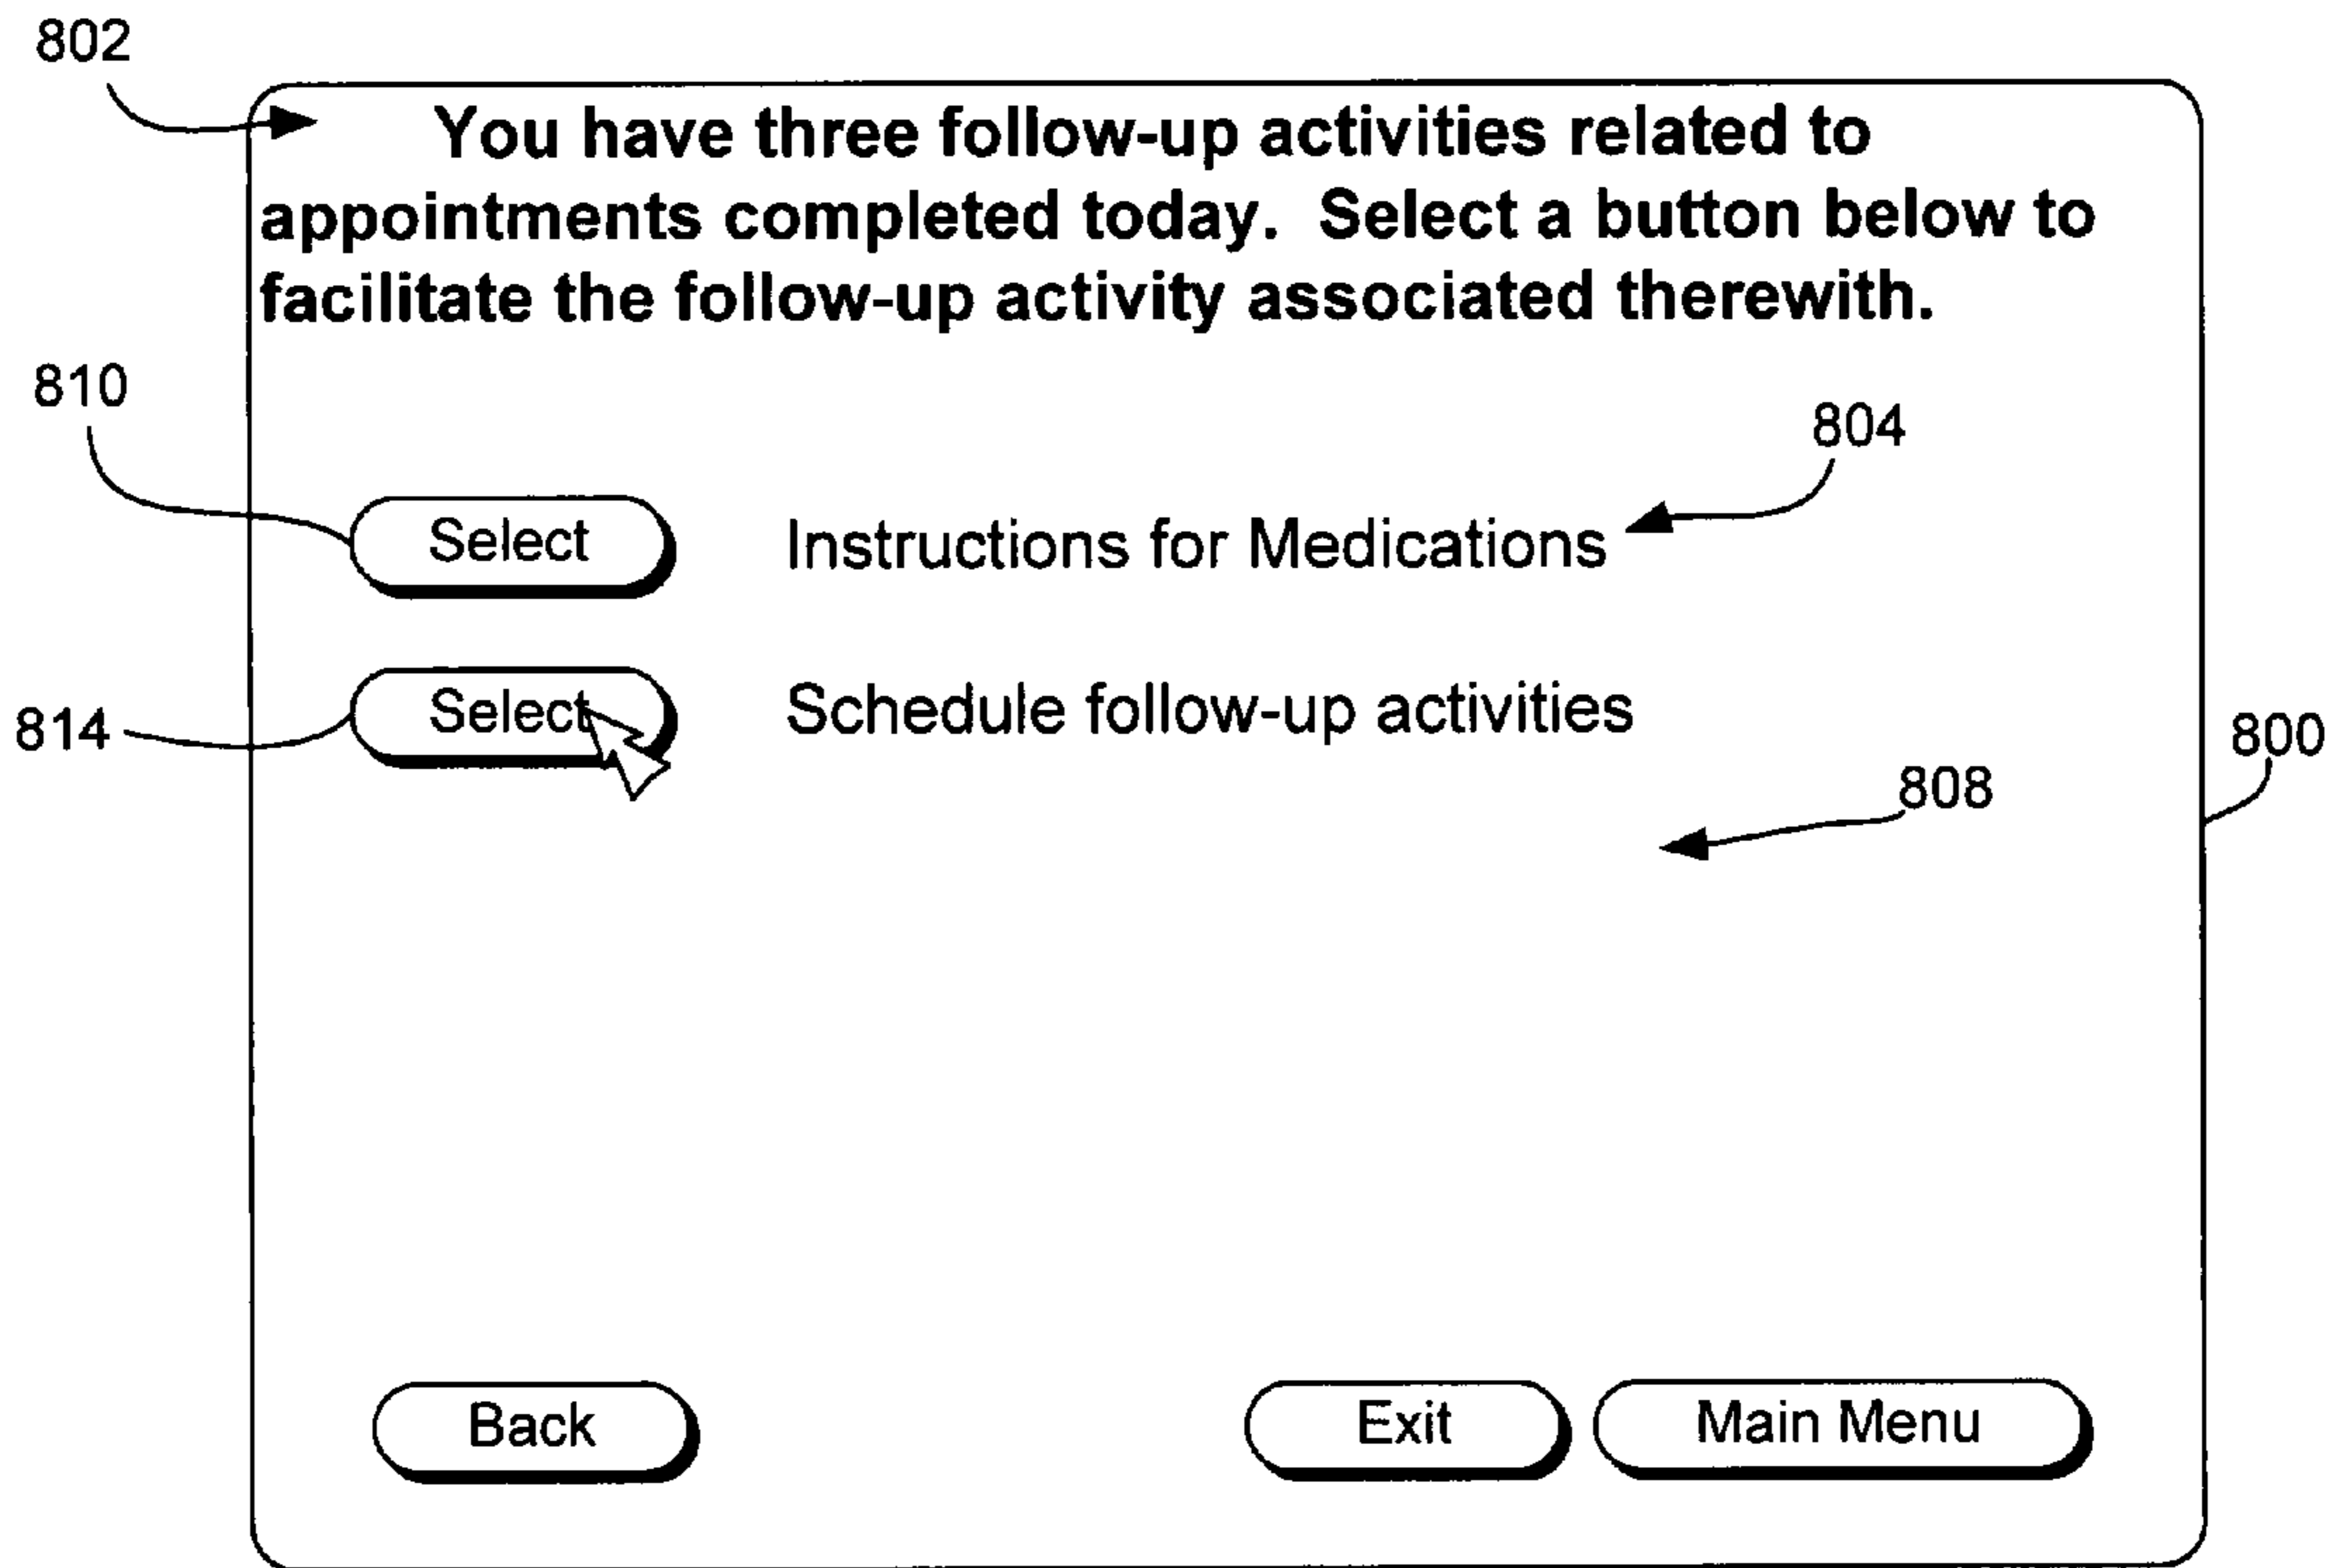 802
You have three follow-up activities related to
appointments completed today.  Select a button below to
facilitate the follow-up activity associated therewith.
810
804
Select Instructions for Medications
814
Select Schedule follow-up activities
800
808
Back Exit Main Menu